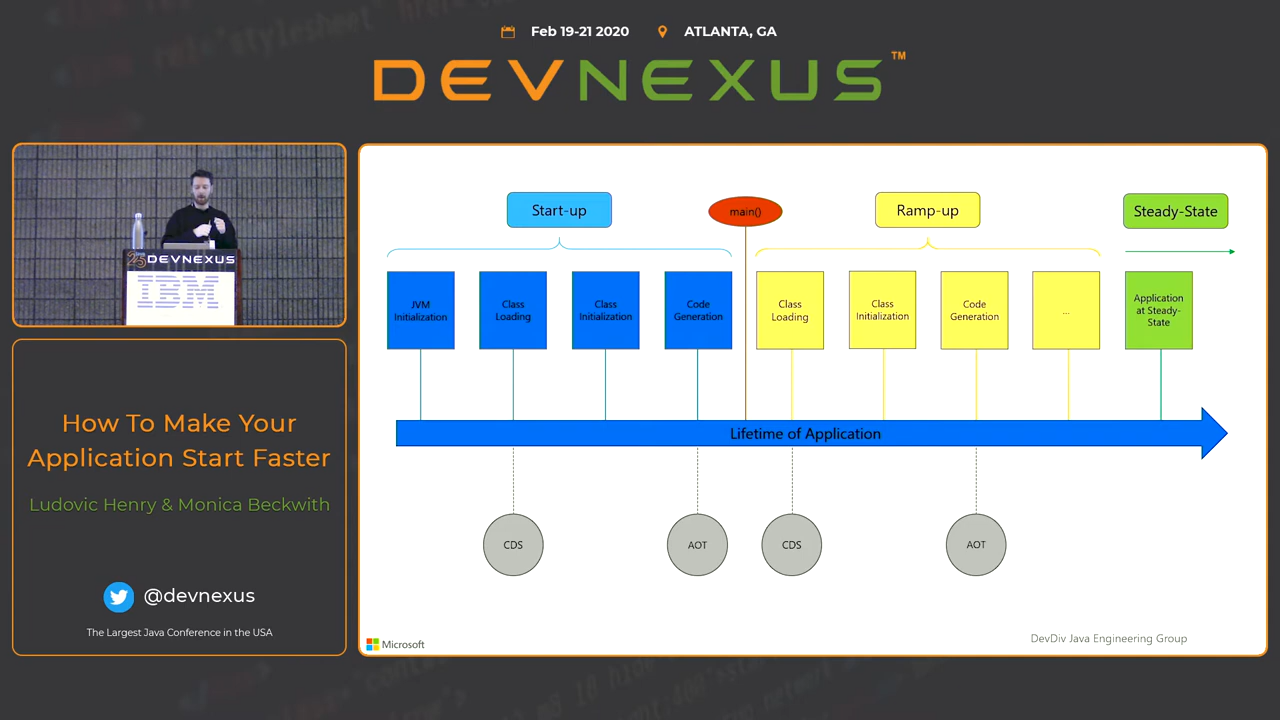 Feb 19-21 2020
ATLANTA, GA
DEVNEXUS™
25 DEVNEXUS
IBM
How To Make Your
Application Start Faster
Ludovic Henry & Monica Beckwith
@devnexus
The Largest Java Conference in the USA
Start-up
main()
Ramp-up
Steady-State
JVM
Initialization
Class
Loading
Class
Initialization
Code
Generation
Class
Loading
Class
Initialization
Code
Generation
...
Application
at Steady-
State
Lifetime of Application
CDS
AOT
CDS
AOT
Microsoft
DevDiv Java Engineering Group